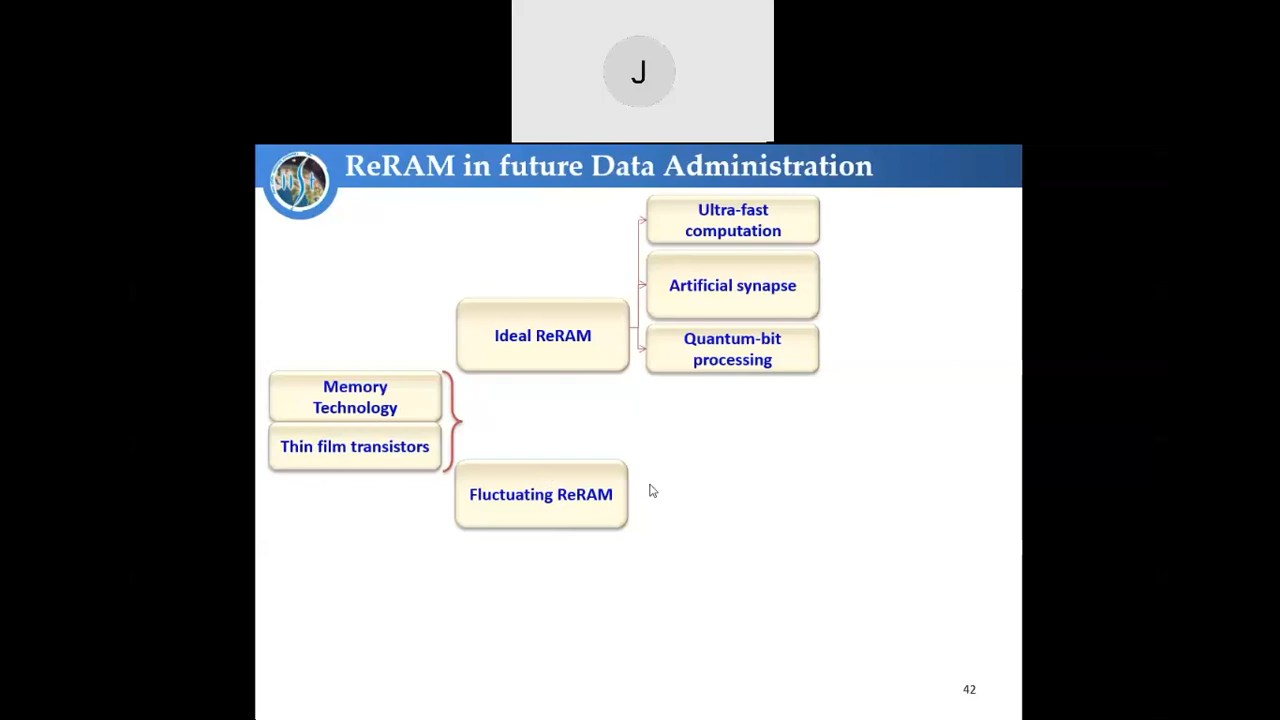 J
ReRAM in future Data Administration
Ultra-fast
computation
Artificial synapse
Ideal ReRAM
Quantum-bit
processing
Memory
Technology
Thin film transistors
Fluctuating ReRAM
42